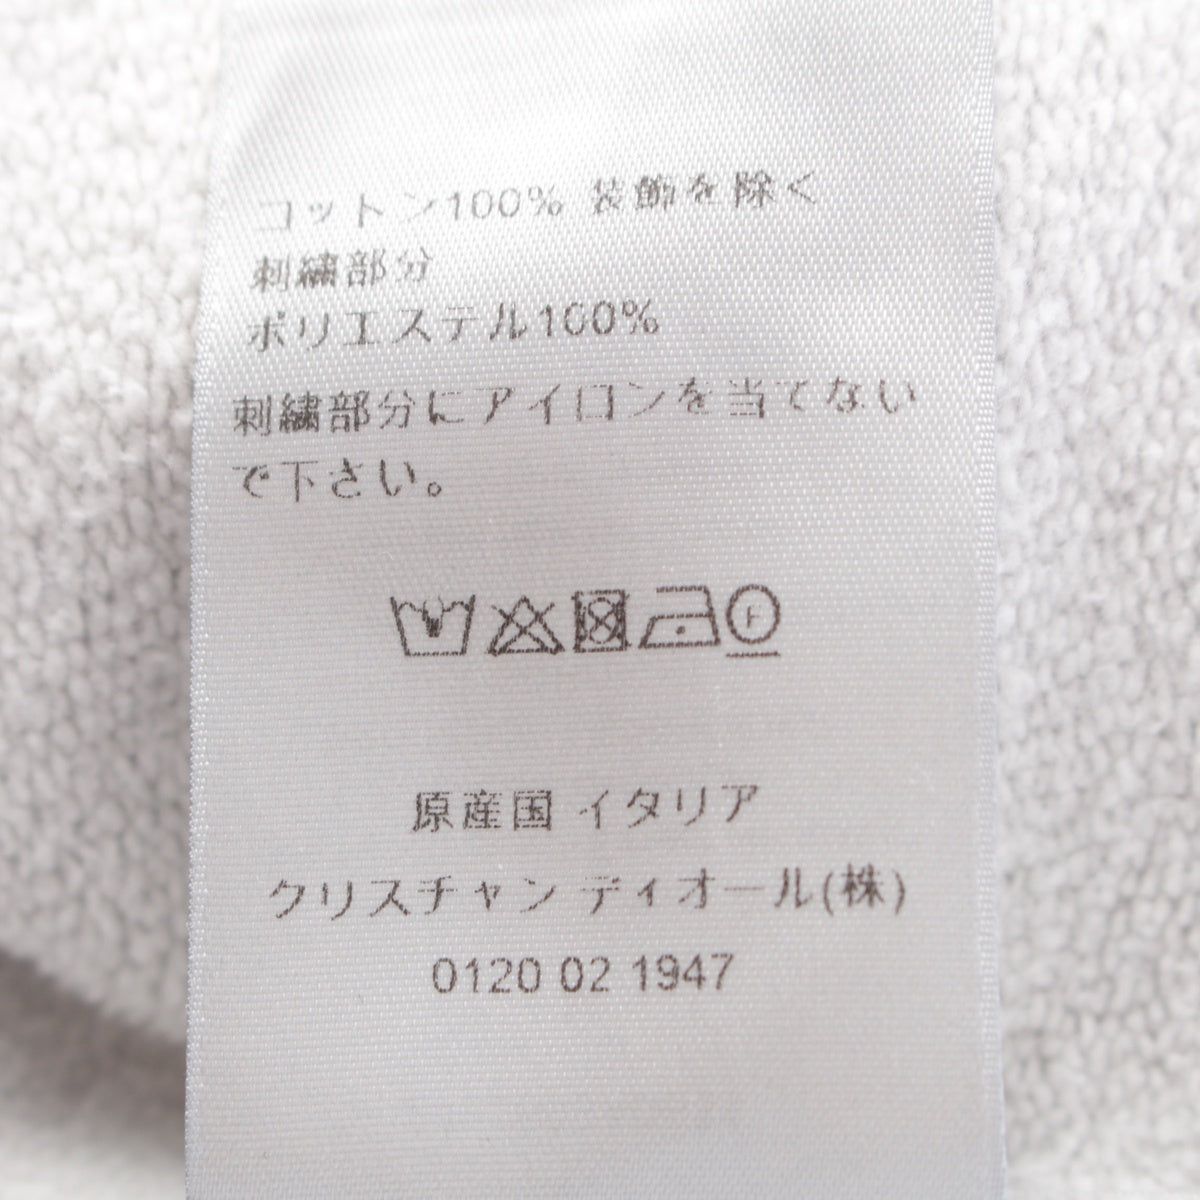 コットン100% 装飾を除く
刺繍部分
ポリエステル100%
刺繍部分にアイロンを当てない
で下さい。
F
原産国 イタリア
クリスチャン ディオール(株)
0120 02 1947